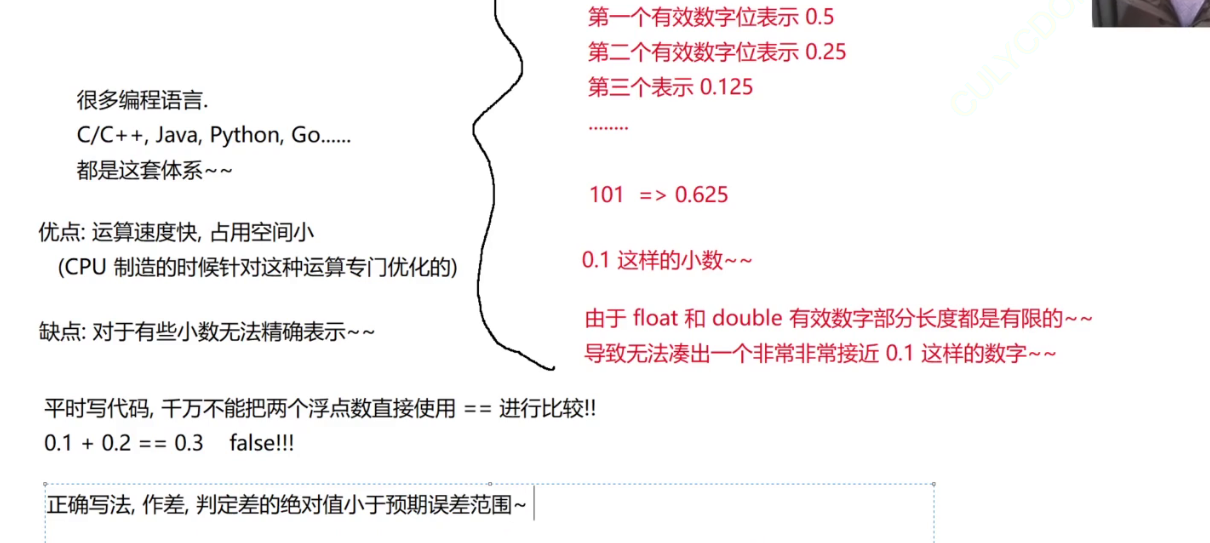 第一个有效数字位表示 0.5
第二个有效数字位表示 0.25
第三个表示 0.125
........
101 => 0.625
0.1 这样的小数~~
由于 float 和 double 有效数字部分长度都是有限的~~
导致无法凑出一个非常非常接近 0.1 这样的数字~~
很多编程语言.
C/C++, Java, Python, Go......
都是这套体系~~
优点: 运算速度快, 占用空间小
(CPU 制造的时候针对这种运算专门优化的)
缺点: 对于有些小数无法精确表示~~
平时写代码, 千万不能把两个浮点数直接使用 == 进行比较!!
0.1 + 0.2 == 0.3 false!!!
正确写法, 作差, 判定差的绝对值小于预期误差范围~